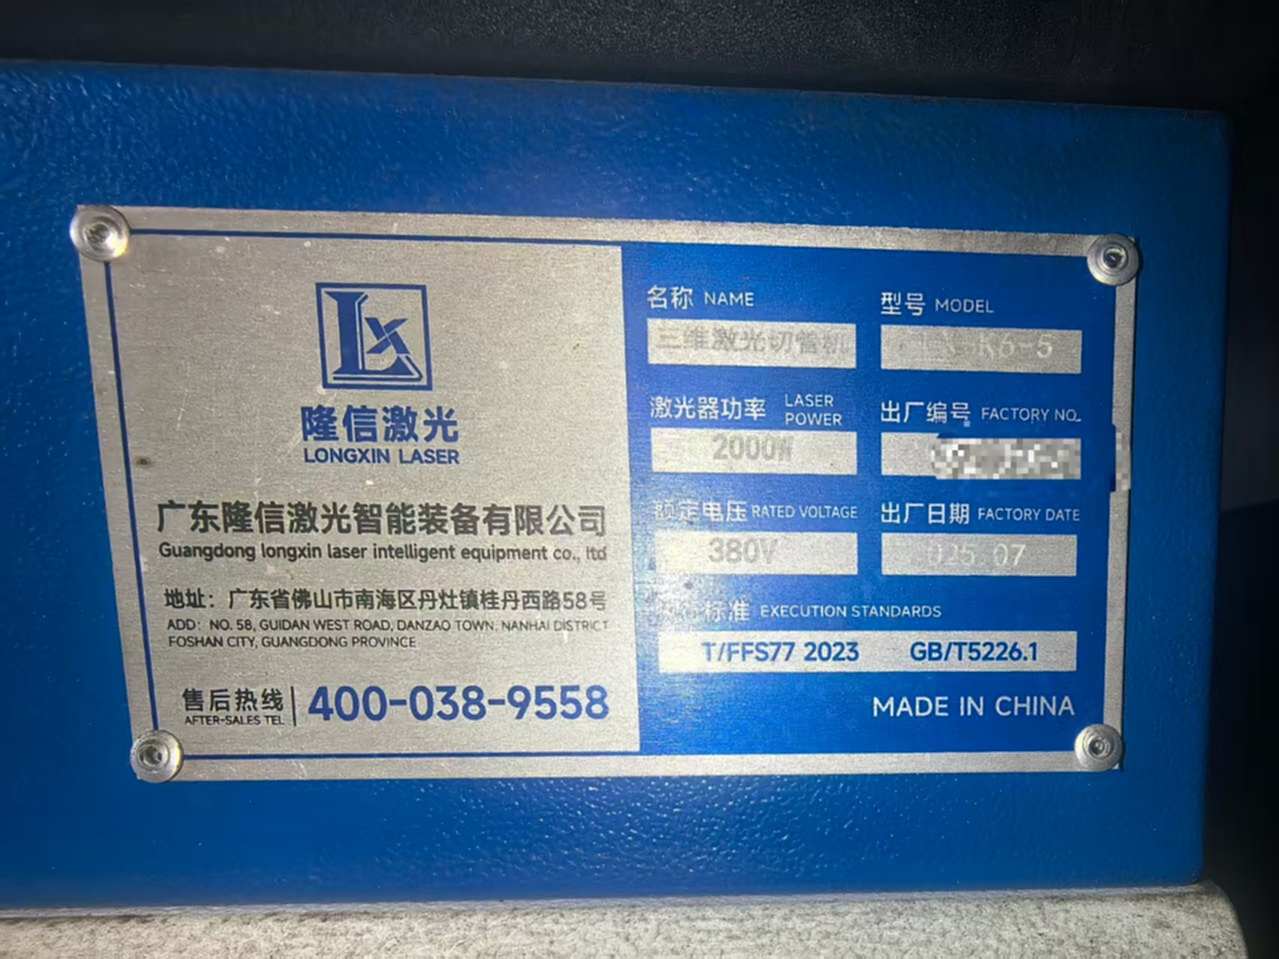 LX
隆信激光
LONGXIN LASER
广东隆信激光智能装备有限公司
Guangdong longxin laser intelligent equipment co., ltd
地址：广东省佛山市南海区丹灶镇桂丹西路58号
ADD: NO. 58, GUIDAN WEST ROAD, DANZAO TOWN, NANHAI DISTRICT
FOSHAN CITY, GUANGDONG PROVINCE
售后热线
AFTER-SALES TEL
400-038-9558
名称 NAME
三维激光切管机
型号 MODEL
K6-5
激光器功率 LASER POWER
2000W
出厂编号 FACTORY NO.
额定电压 RATED VOLTAGE
380V
出厂日期 FACTORY DATE
2025.07
执行标准 EXECUTION STANDARDS
T/FFS77 2023 GB/T5226.1
MADE IN CHINA